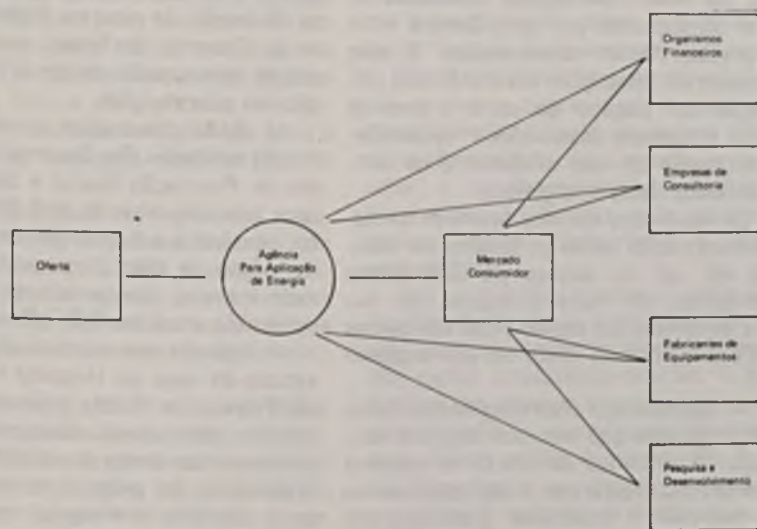 Organismos
Financeiros
Empresas de
Consultoria
Oferta
Agência
Para Aplicação
de Energia
Mercado
Consumidor
Fabricantes de
Equipamentos
Pesquisa e
Desenvolvimento